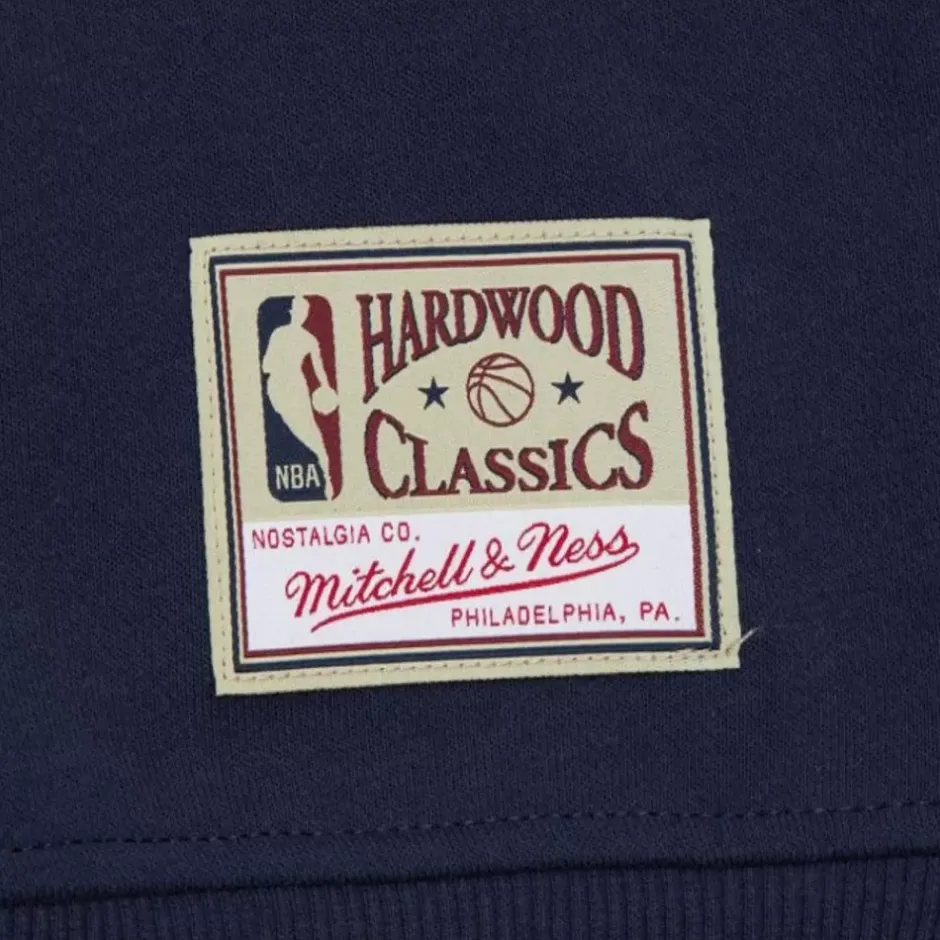 HARDWOOD
CLASSICS
NBA
NOSTALGIA CO.
Mitchell & Ness
PHILADELPHIA, PA.